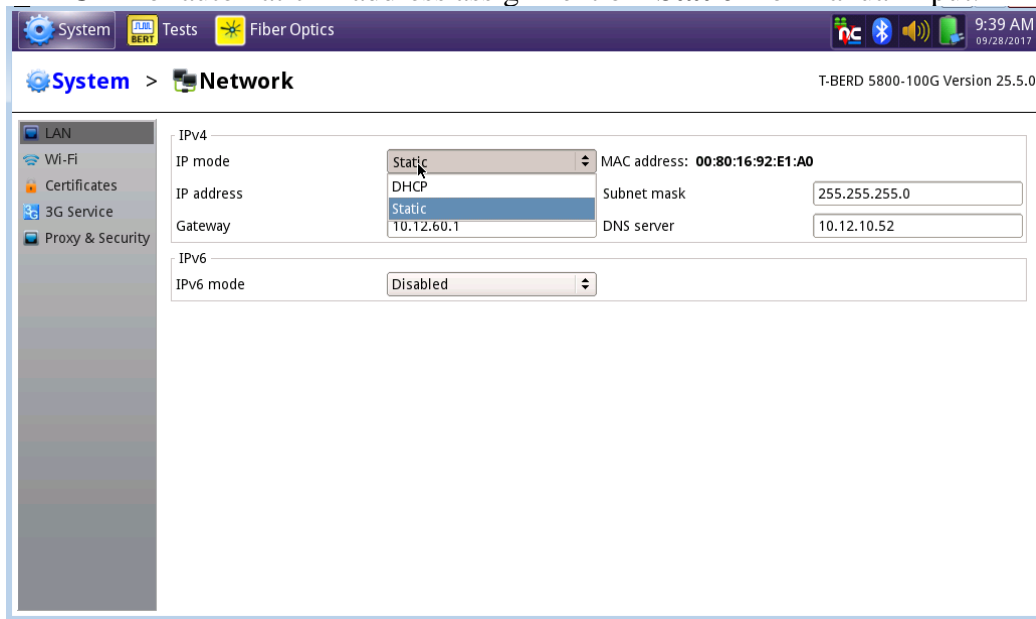 System BERT Tests Fiber Optics 9:39 AM
09/28/2017
System > Network T-BERD 5800-100G Version 25.5.0
LAN
Wi-Fi
Certificates
3G 3G Service
Proxy & Security
IPv4
IP mode Static MAC address: 00:80:16:92:E1:A0
DHCP
IP address Subnet mask 255.255.255.0
Static
Gateway 10.12.60.1 DNS server 10.12.10.52
IPv6
IPv6 mode Disabled